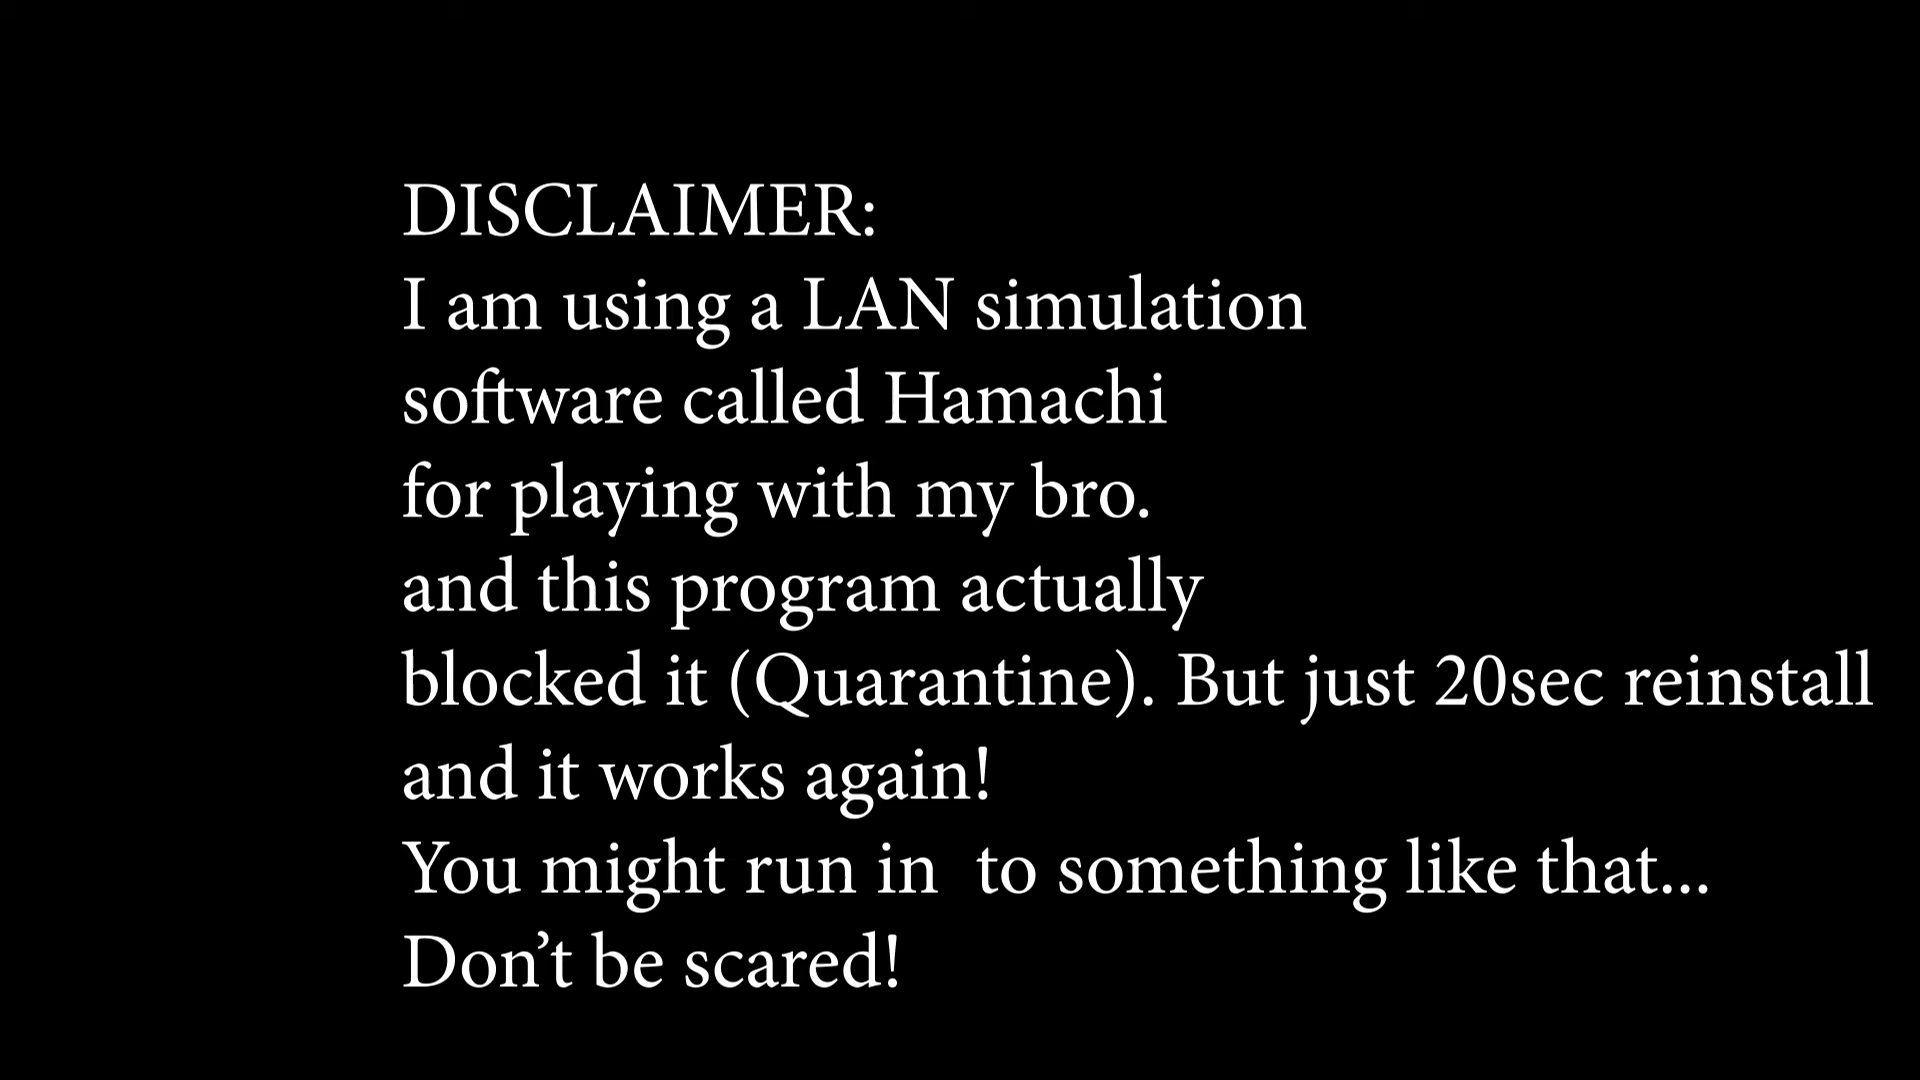 DISCLAIMER:
I am using a LAN simulation
software called Hamachi
for playing with my bro.
and this program actually
blocked it (Quarantine). But just 20sec reinstall
and it works again!
You might run in  to something like that...
Don’t be scared!